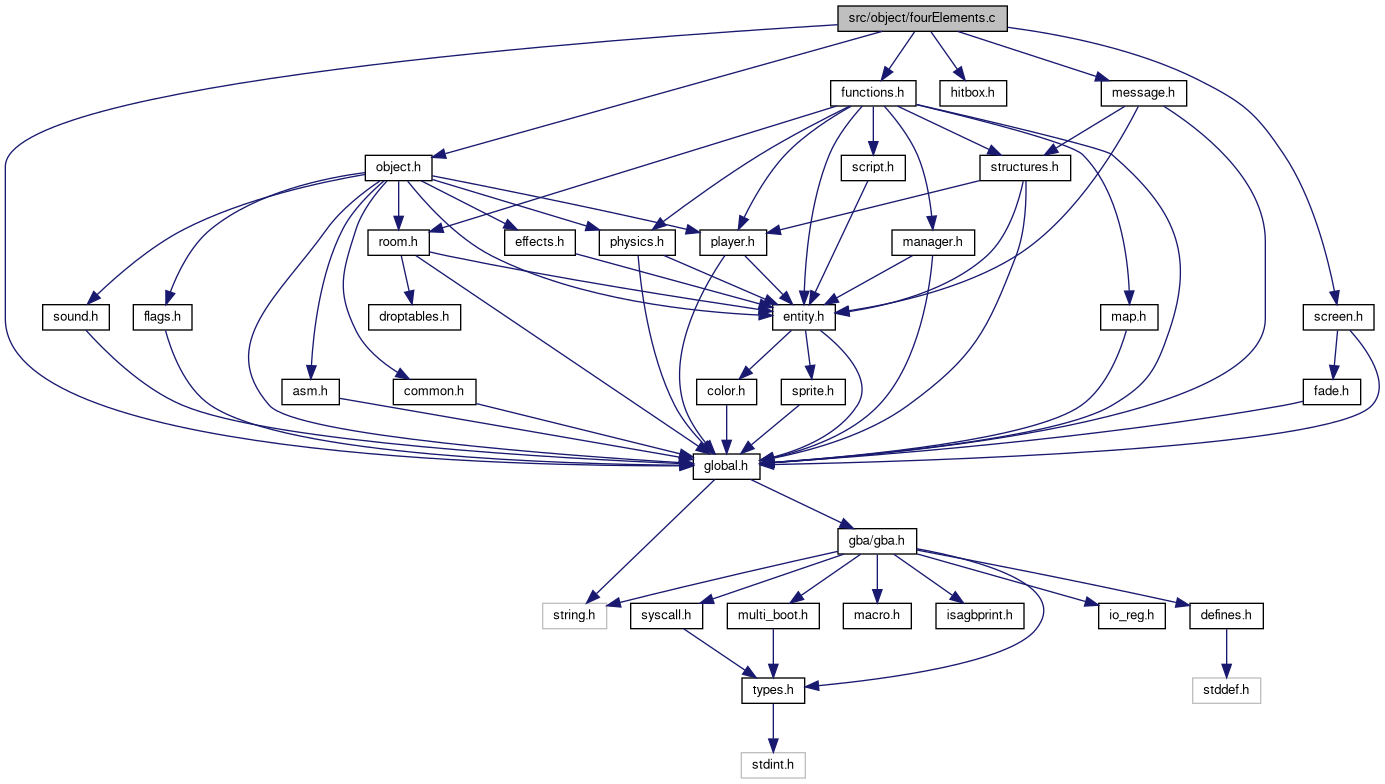 src/object/fourElements.c
functions.h
hitbox.h
message.h
object.h
script.h
structures.h
room.h
effects.h
physics.h
player.h
manager.h
sound.h
flags.h
droptables.h
entity.h
map.h
screen.h
asm.h
common.h
color.h
sprite.h
fade.h
global.h
gba/gba.h
string.h
syscall.h
multi_boot.h
macro.h
isagbprint.h
io_reg.h
defines.h
types.h
stddef.h
stdint.h